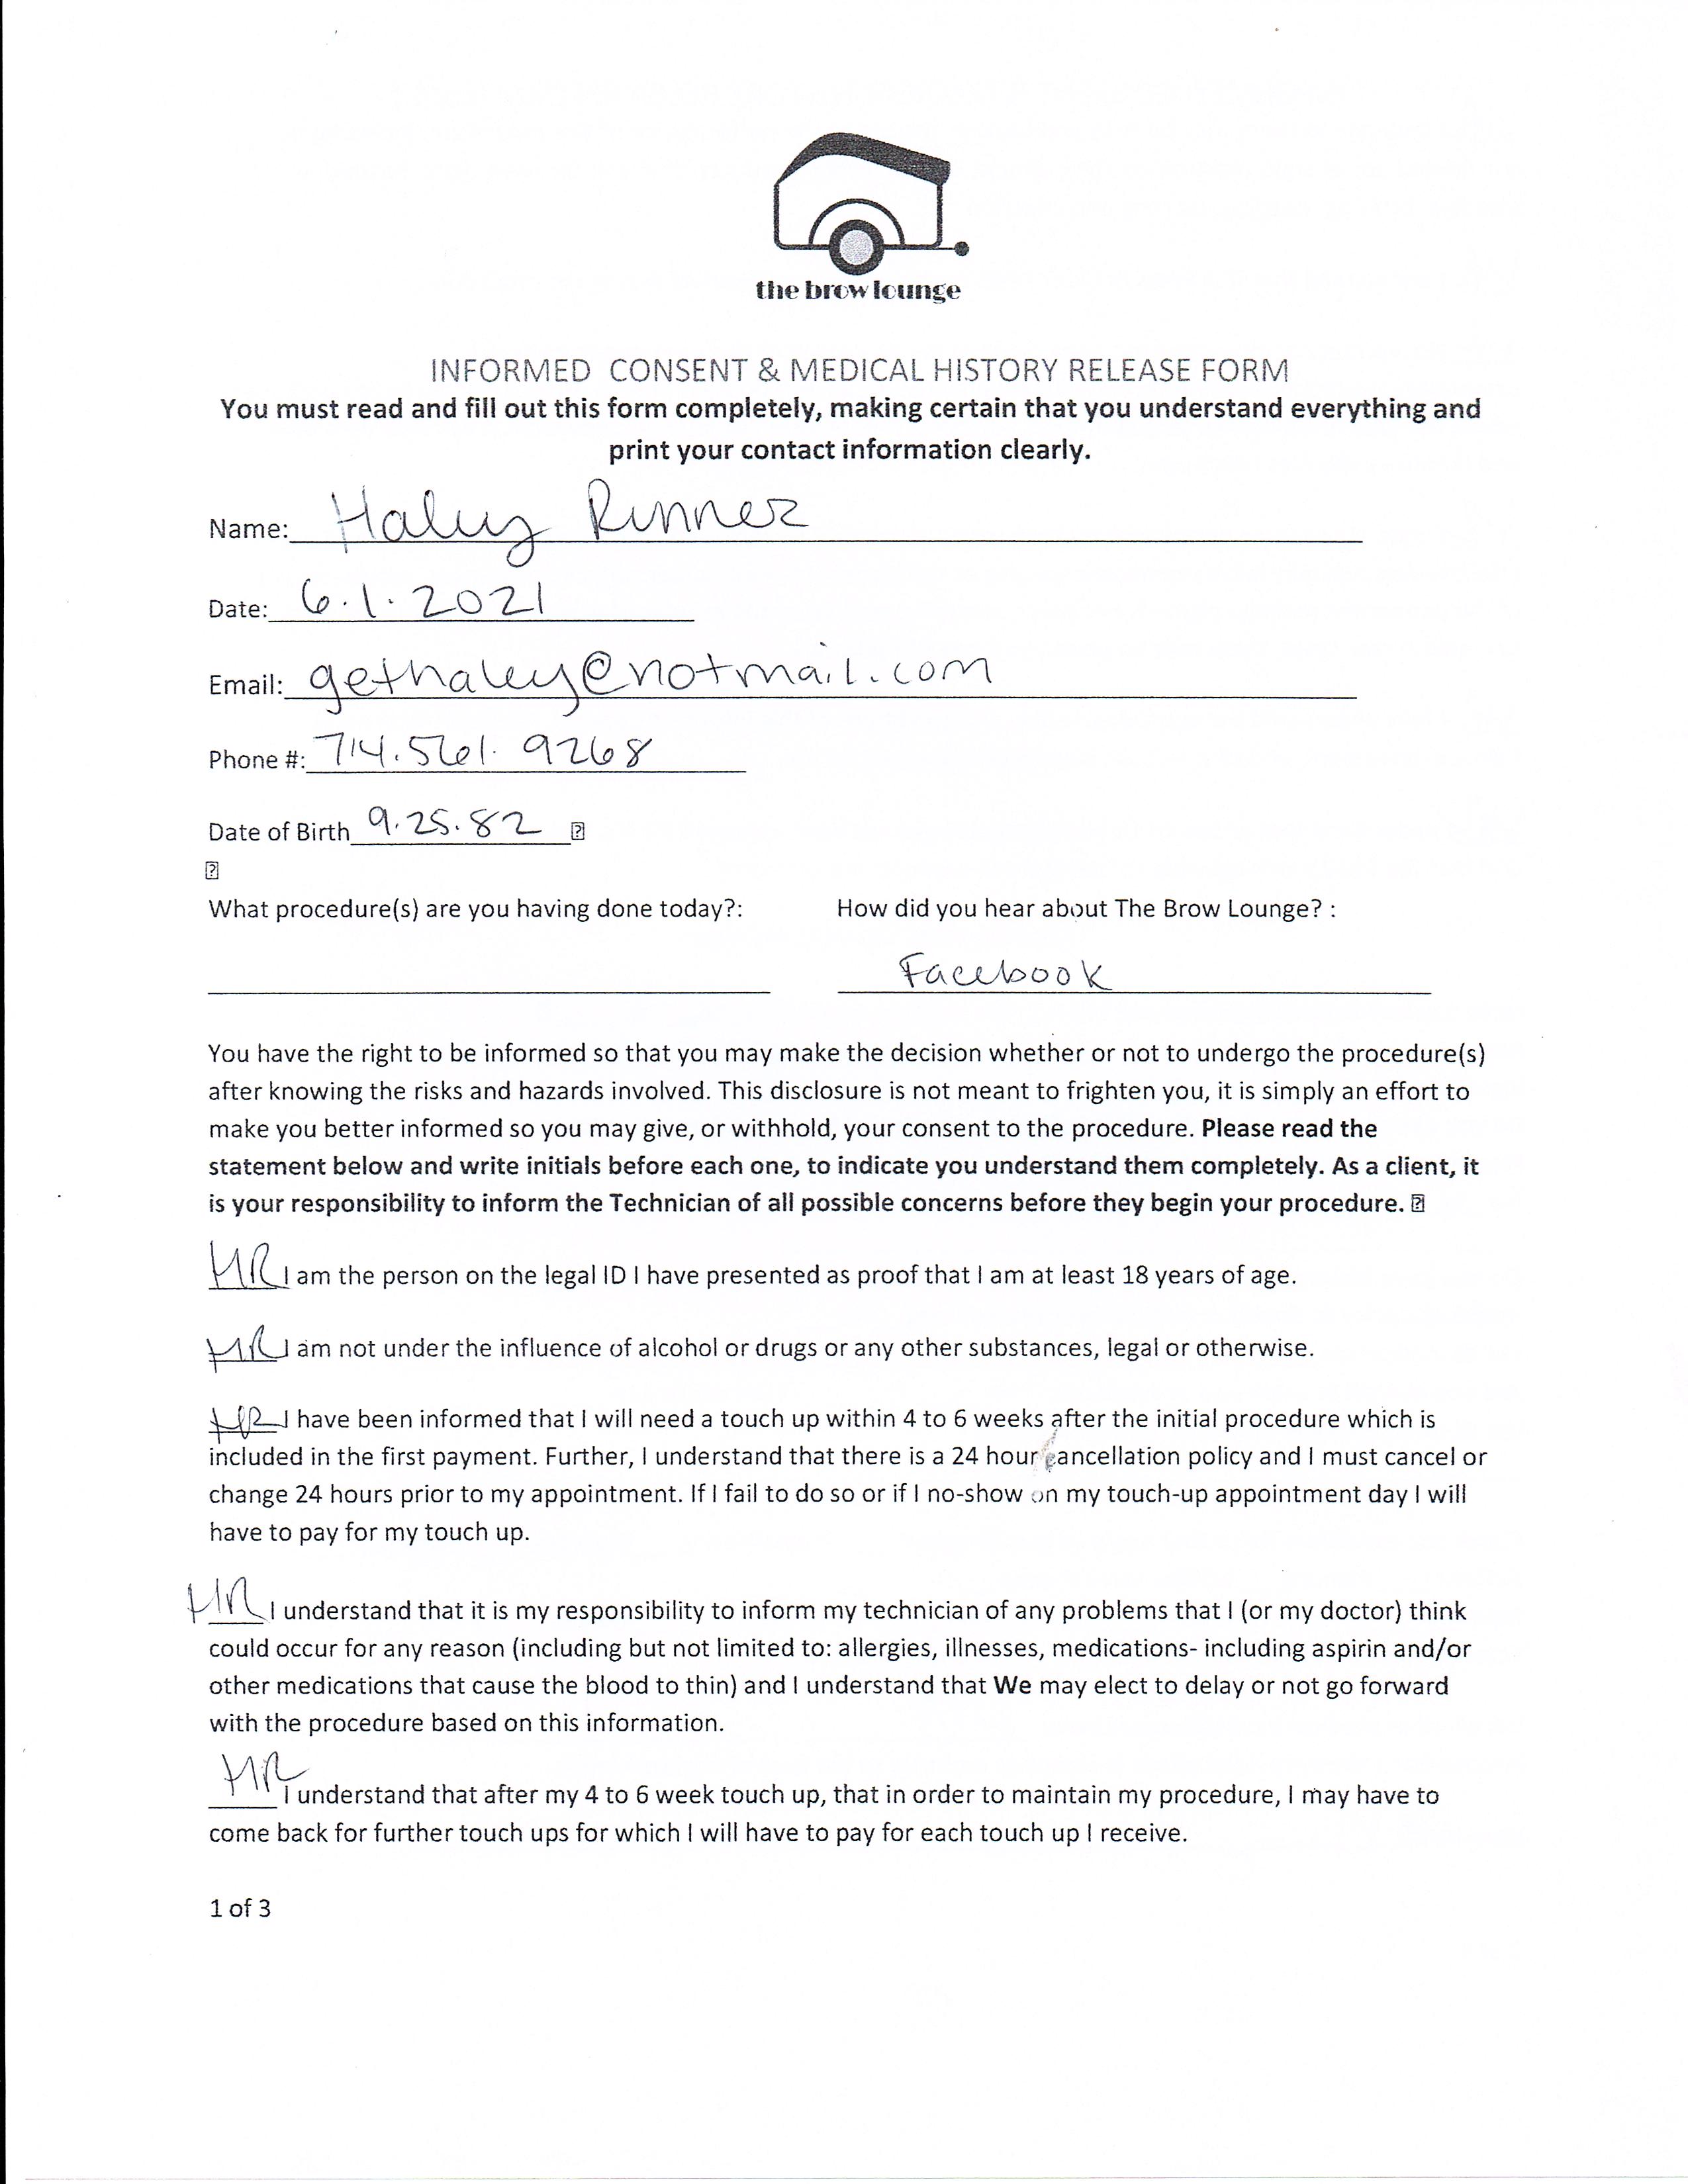 the brow lounge
INFORMED CONSENT & MEDICAL HISTORY RELEASE FORM
You must read and fill out this form completely, making certain that you understand everything and
print your contact information clearly.
Name: Haley Rinner
Date: 6.1.2021
Email: gethaley@hotmail.com
Phone #: 714.561.9268
Date of Birth 9.25.82
What procedure(s) are you having done today?: How did you hear about The Brow Lounge? :
Facebook
You have the right to be informed so that you may make the decision whether or not to undergo the procedure(s)
after knowing the risks and hazards involved. This disclosure is not meant to frighten you, it is simply an effort to
make you better informed so you may give, or withhold, your consent to the procedure. Please read the
statement below and write initials before each one, to indicate you understand them completely. As a client, it
is your responsibility to inform the Technician of all possible concerns before they begin your procedure.
HR I am the person on the legal ID I have presented as proof that I am at least 18 years of age.
HR I am not under the influence of alcohol or drugs or any other substances, legal or otherwise.
HR I have been informed that I will need a touch up within 4 to 6 weeks after the initial procedure which is
included in the first payment. Further, I understand that there is a 24 hour cancellation policy and I must cancel or
change 24 hours prior to my appointment. If I fail to do so or if I no-show on my touch-up appointment day I will
have to pay for my touch up.
HR I understand that it is my responsibility to inform my technician of any problems that I (or my doctor) think
could occur for any reason (including but not limited to: allergies, illnesses, medications- including aspirin and/or
other medications that cause the blood to thin) and I understand that We may elect to delay or not go forward
with the procedure based on this information.
HR I understand that after my 4 to 6 week touch up, that in order to maintain my procedure, I may have to
come back for further touch ups for which I will have to pay for each touch up I receive.
1 of 3